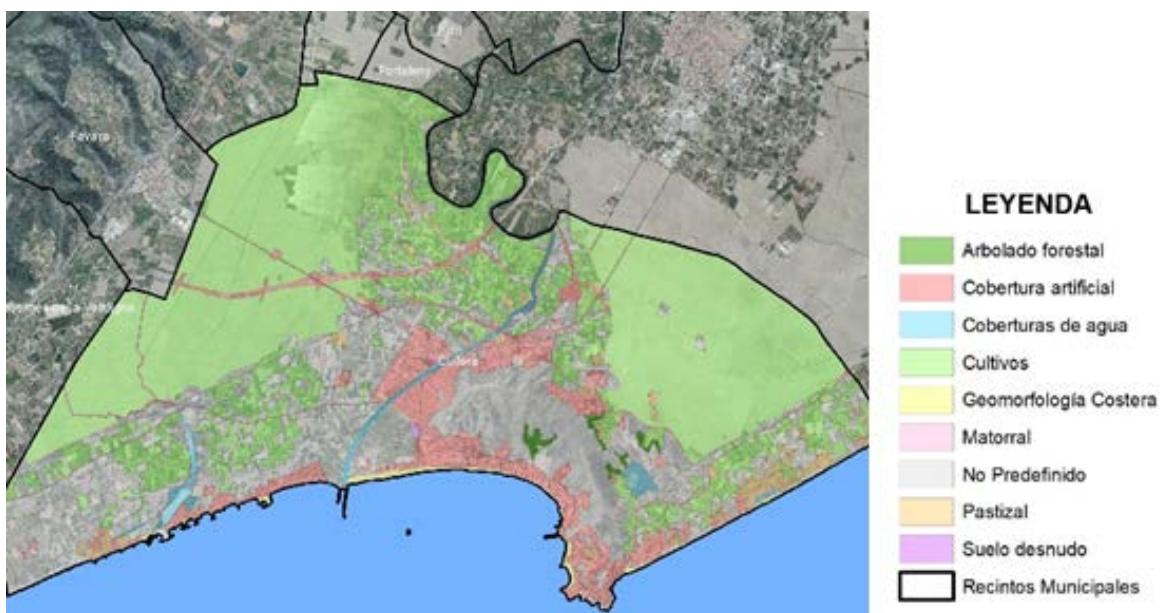 Favara
Fortaleny
Cullera
LEYENDA
Arbolado forestal
Cobertura artificial
Coberturas de agua
Cultivos
Geomorfología Costera
Matorral
No Predefinido
Pastizal
Suelo desnudo
Recintos Municipales